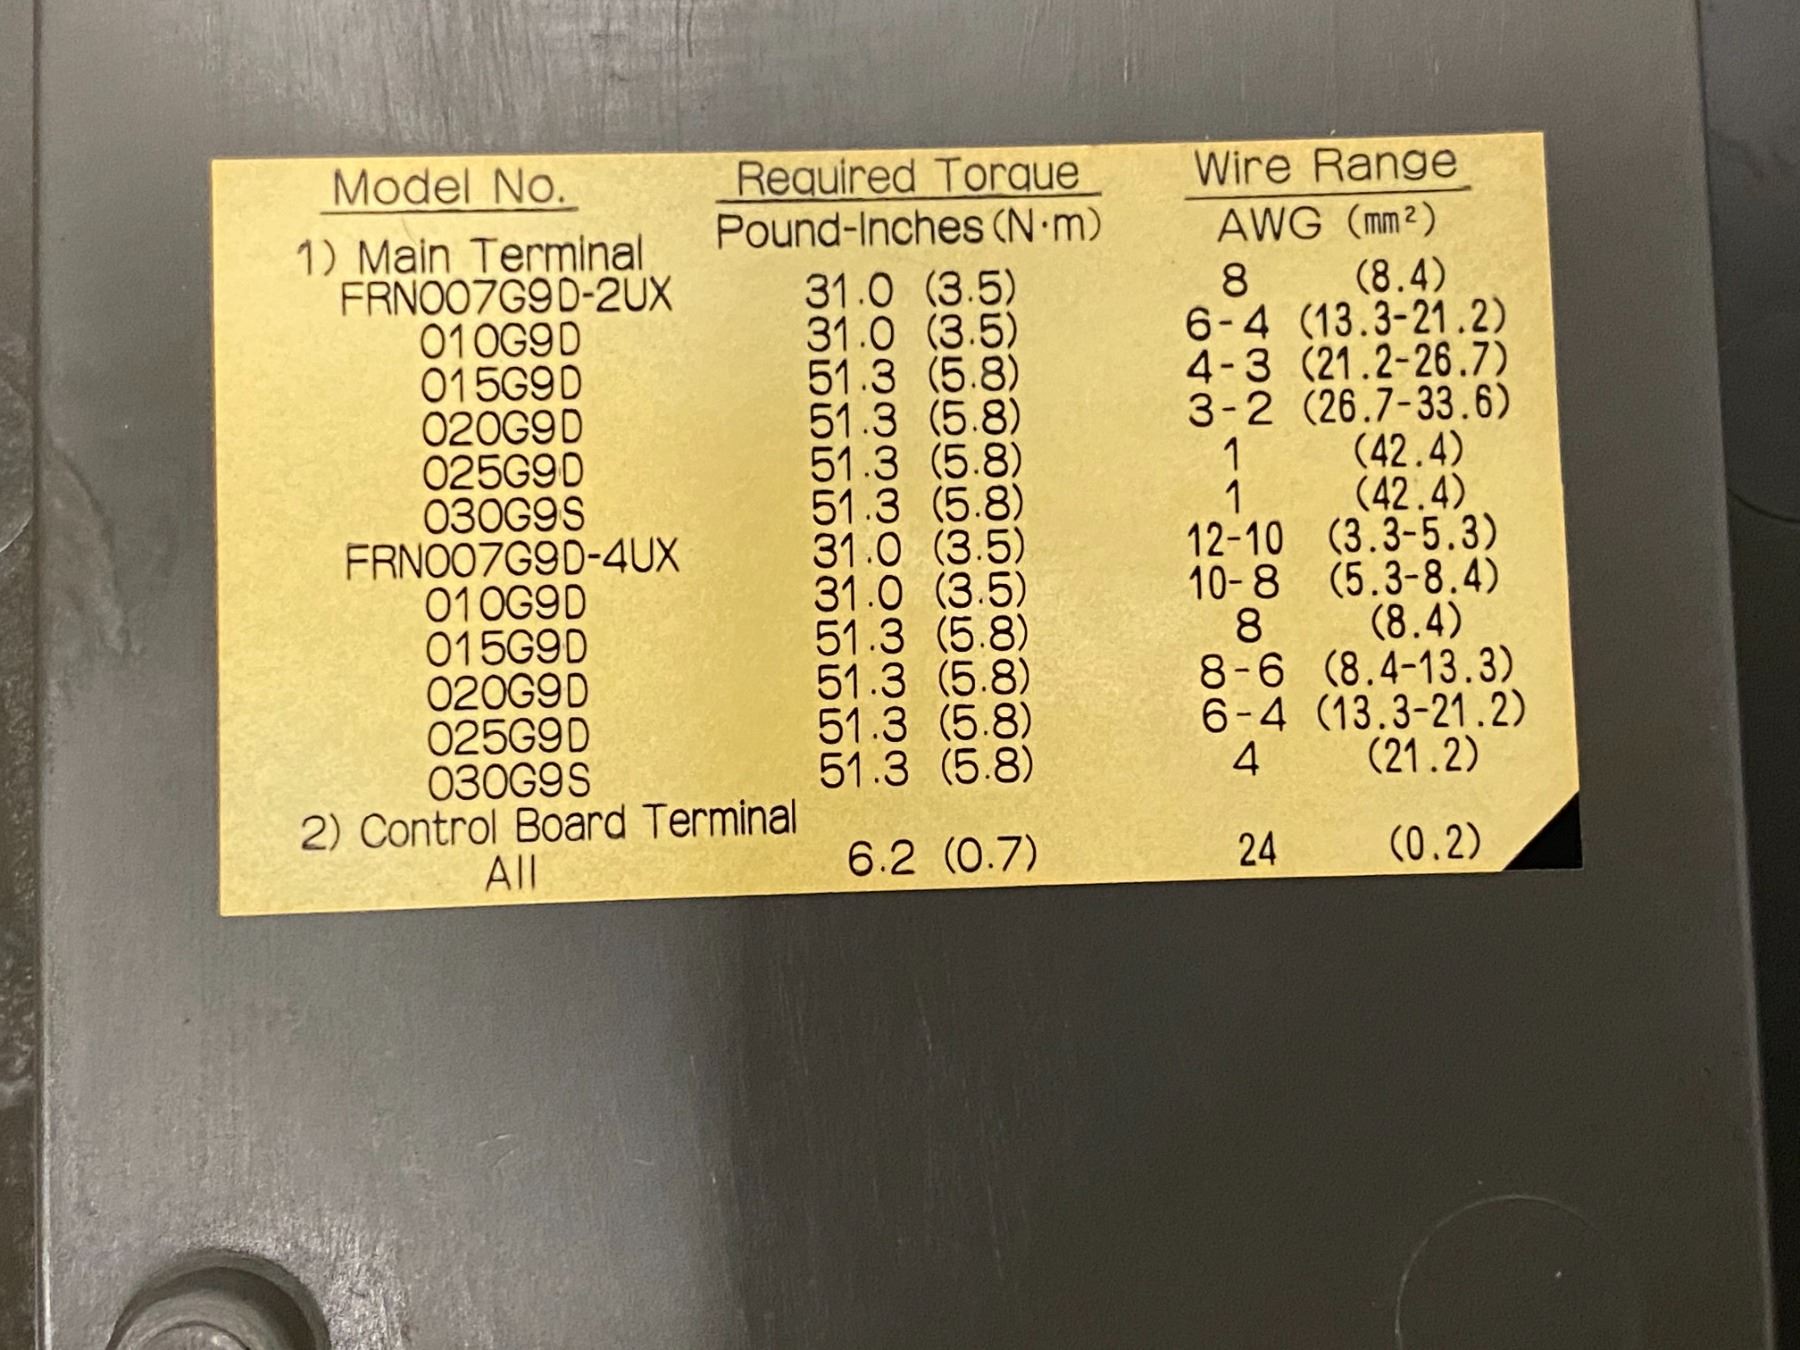 Model No. Required Torque Wire Range
Pound-Inches (N·m) AWG (mm²)
1) Main Terminal
FRN007G9D-2UX 31.0 (3.5) 8 (8.4)
010G9D 31.0 (3.5) 6-4 (13.3-21.2)
015G9D 51.3 (5.8) 4-3 (21.2-26.7)
020G9D 51.3 (5.8) 3-2 (26.7-33.6)
025G9D 51.3 (5.8) 1 (42.4)
030G9S 51.3 (5.8) 1 (42.4)
FRN007G9D-4UX 31.0 (3.5) 12-10 (3.3-5.3)
010G9D 31.0 (3.5) 10-8 (5.3-8.4)
015G9D 51.3 (5.8) 8 (8.4)
020G9D 51.3 (5.8) 8-6 (8.4-13.3)
025G9D 51.3 (5.8) 6-4 (13.3-21.2)
030G9S 51.3 (5.8) 4 (21.2)
2) Control Board Terminal
All 6.2 (0.7) 24 (0.2)